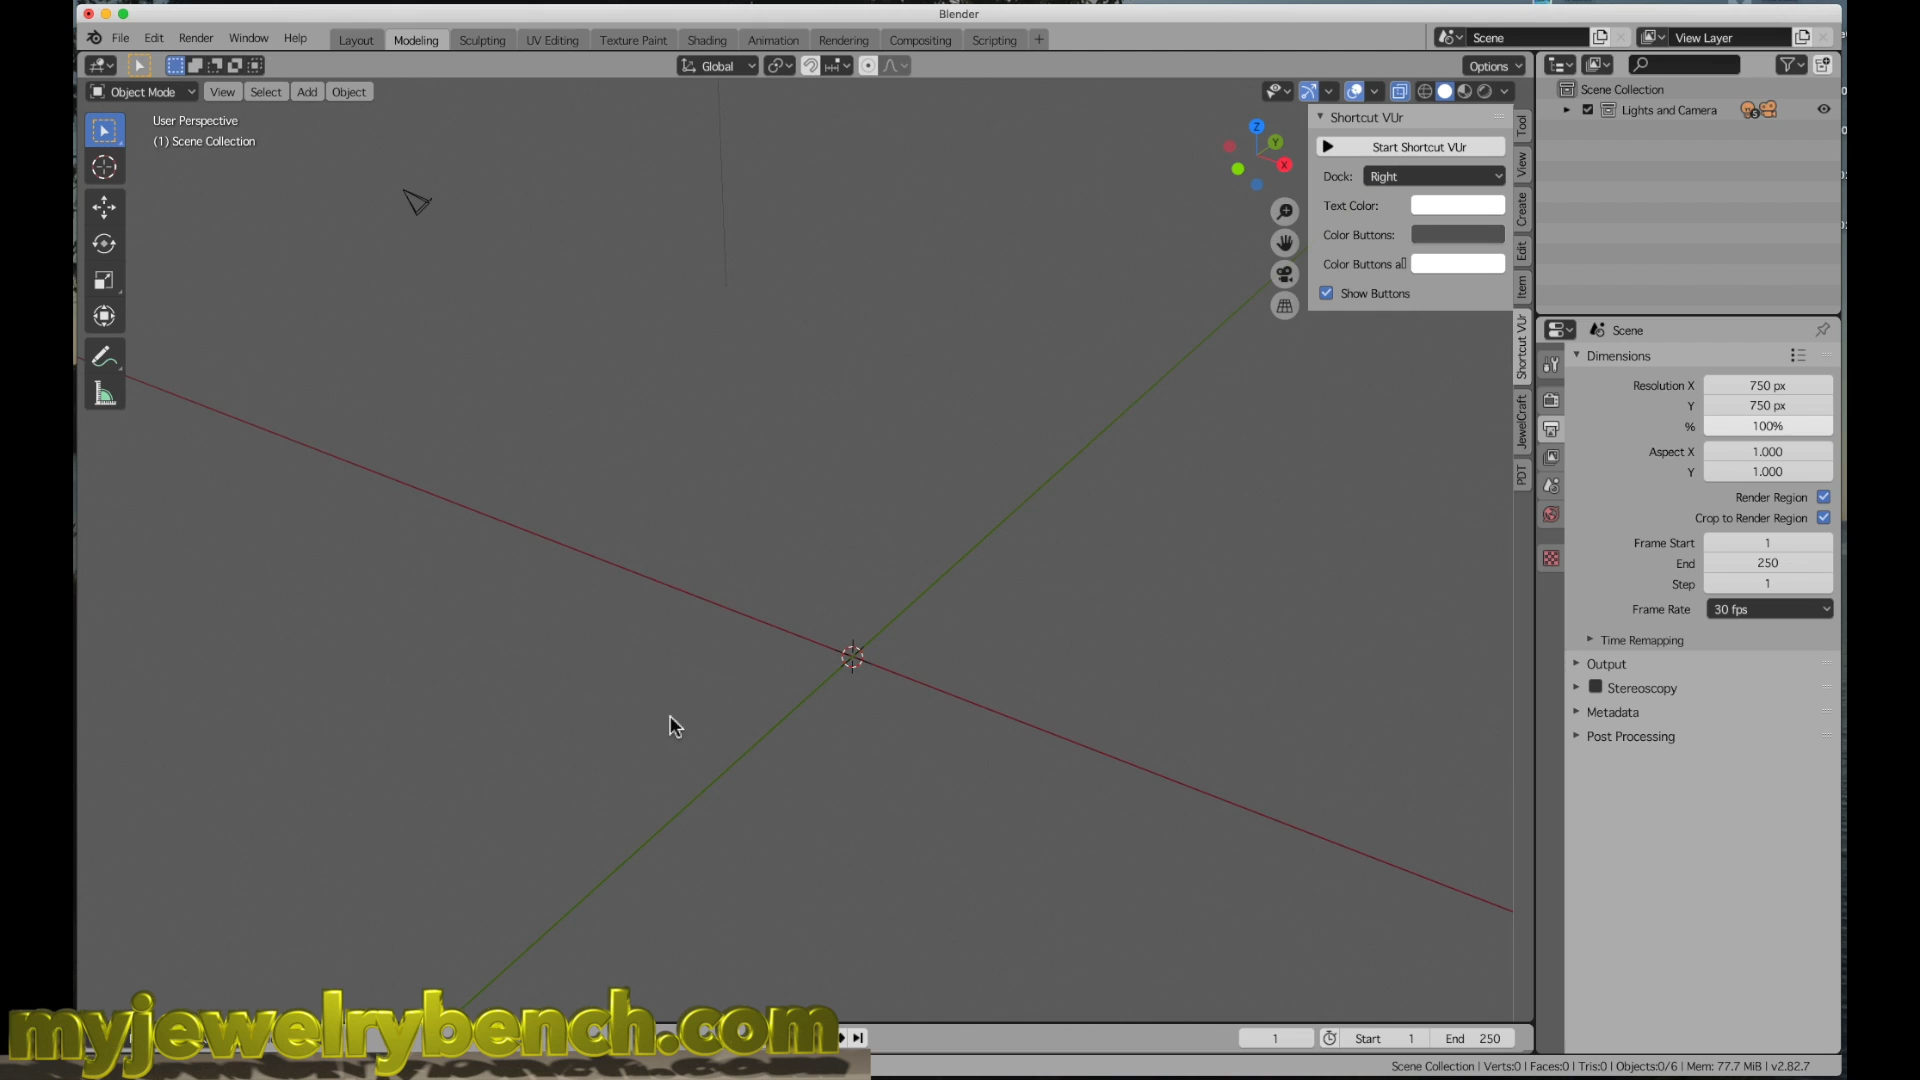 Blender
File Edit Render Window Help Layout Modeling Sculpting UV Editing Texture Paint Shading Animation Rendering Compositing Scripting +
Scene View Layer
Global Options
Object Mode View Select Add Object
User Perspective
(1) Scene Collection
Z
Y
X
Shortcut VUr
Start Shortcut VUr
Dock: Right
Text Color:
Color Buttons:
Color Buttons al
Show Buttons
Tool
View
Create
Edit
Item
Shortcut VUr
JewelCraft
PDT
Scene Collection
Lights and Camera 5
Scene
Dimensions
Resolution X 750 px
Y 750 px
% 100%
Aspect X 1.000
Y 1.000
Render Region
Crop to Render Region
Frame Start 1
End 250
Step 1
Frame Rate 30 fps
Time Remapping
Output
Stereoscopy
Metadata
Post Processing
myjewelrybench.com
1 Start 1 End 250
Scene Collection | Verts:0 | Faces:0 | Tris:0 | Objects:0/6 | Mem: 77.7 MiB | v2.82.7